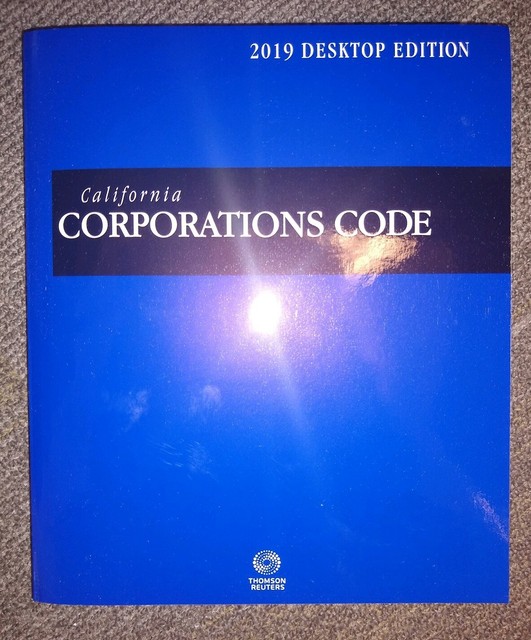 2019 DESKTOP EDITION
California
CORPORATIONS CODE
THOMSON
REUTERS